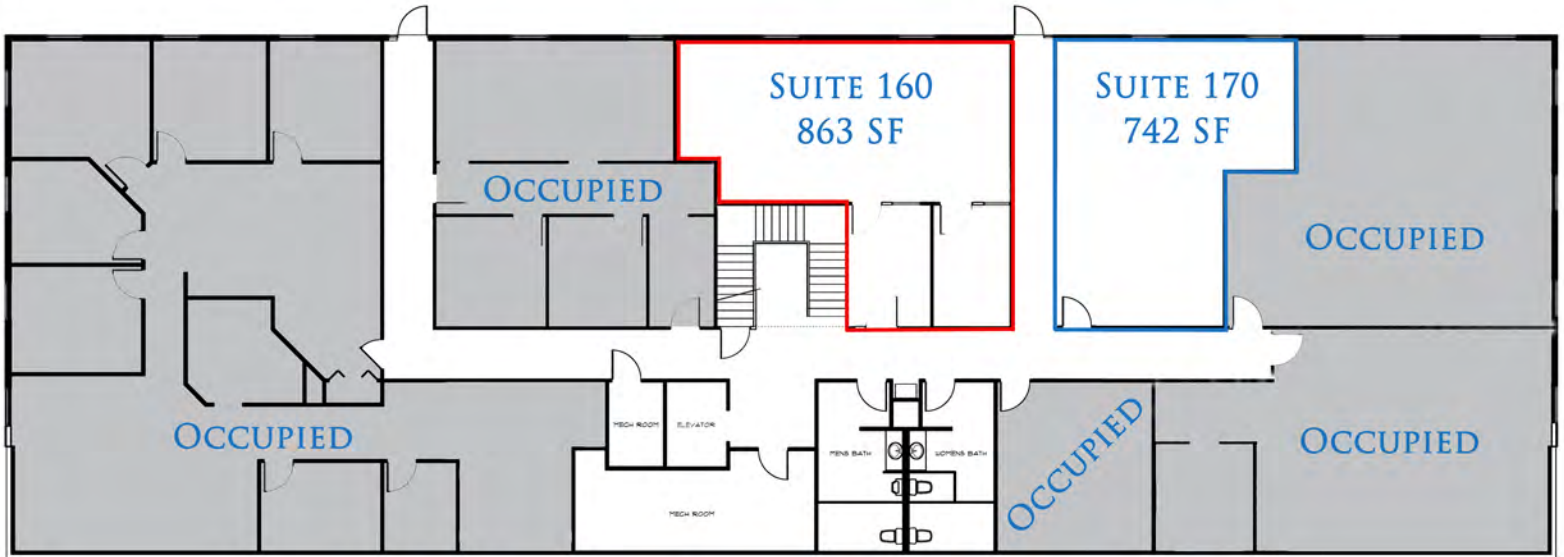 SUITE 160
863 SF
SUITE 170
742 SF
OCCUPIED
OCCUPIED
OCCUPIED
MECH ROOM
ELEVATOR
MENS BATH
WOMENS BATH
OCCUPIED
OCCUPIED
MECH ROOM